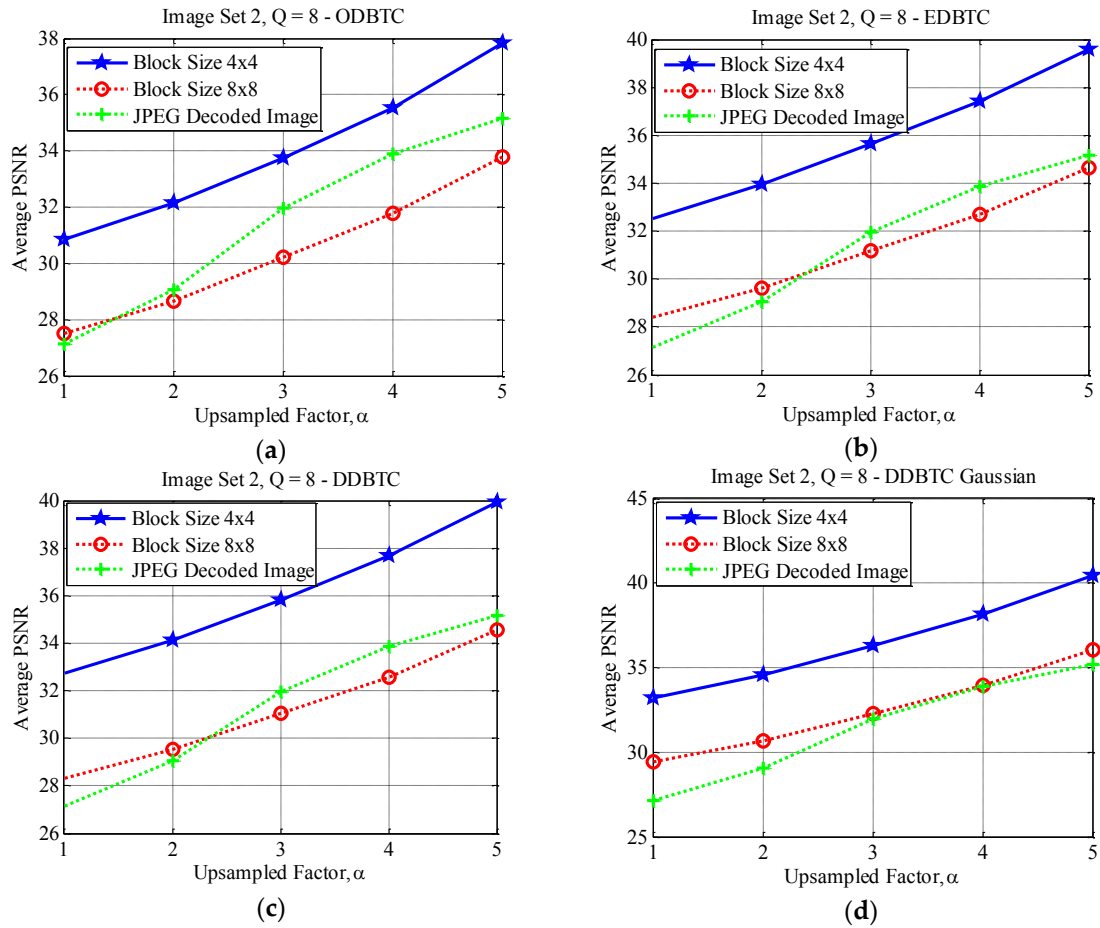 Image Set 2, Q = 8 - ODBTC
38
36
34
32
30
28
26
Average PSNR
Block Size 4x4
Block Size 8x8
JPEG Decoded Image
1 2 3 4 5
Upsampled Factor, α
(a)
Image Set 2, Q = 8 - EDBTC
40
38
36
34
32
30
28
26
Average PSNR
Block Size 4x4
Block Size 8x8
JPEG Decoded Image
1 2 3 4 5
Upsampled Factor, α
(b)
Image Set 2, Q = 8 - DDBTC
40
38
36
34
32
30
28
26
Average PSNR
Block Size 4x4
Block Size 8x8
JPEG Decoded Image
1 2 3 4 5
Upsampled Factor, α
(c)
Image Set 2, Q = 8 - DDBTC Gaussian
45
40
35
30
25
Average PSNR
Block Size 4x4
Block Size 8x8
JPEG Decoded Image
1 2 3 4 5
Upsampled Factor, α
(d)